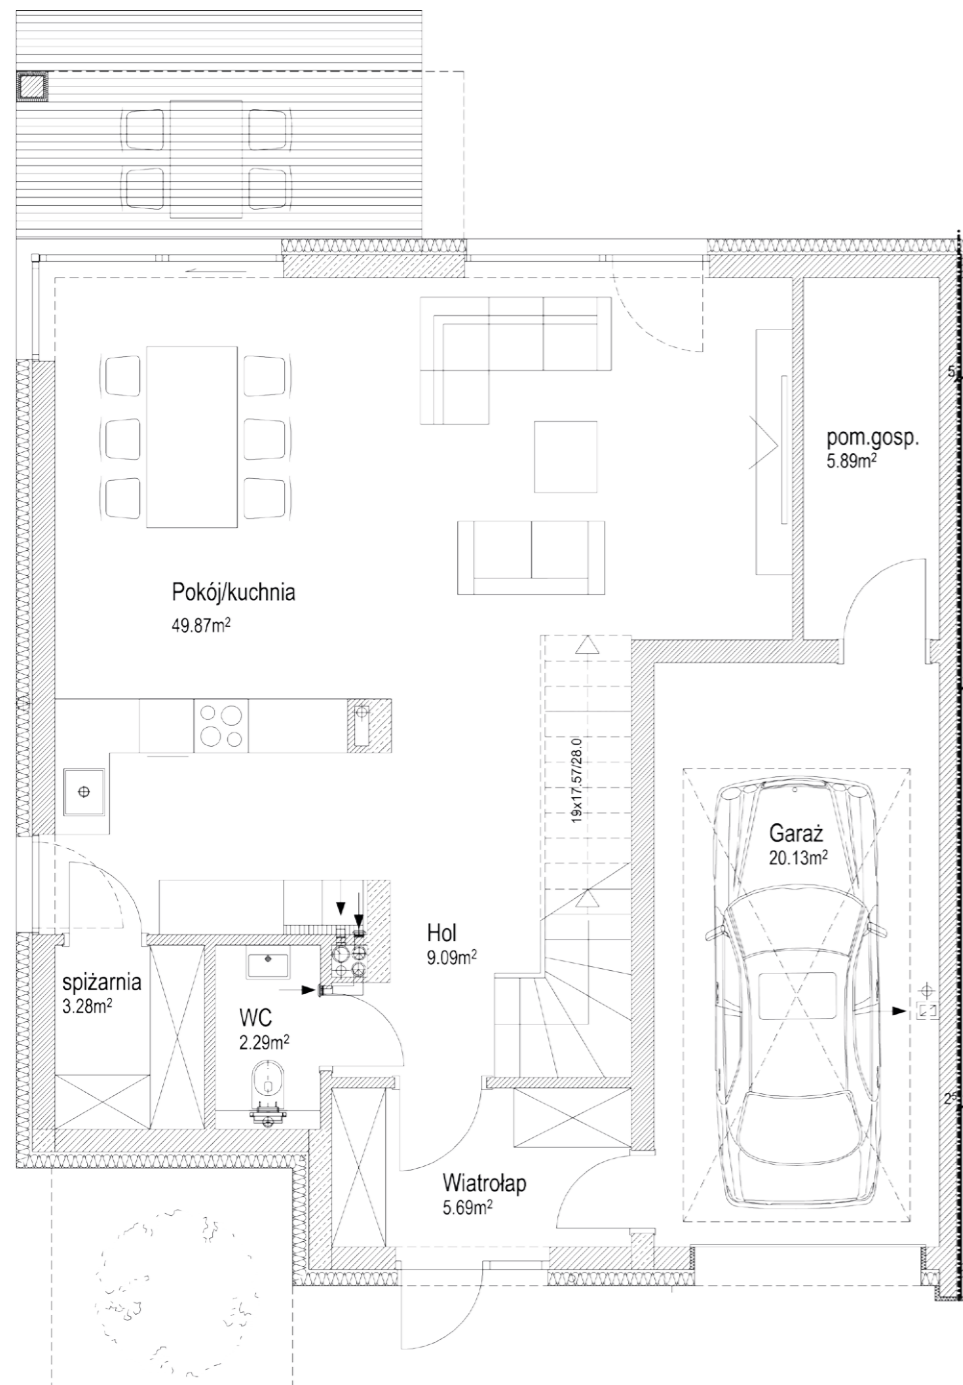 pom.gosp.
5.89m²
Pokój/kuchnia
49.87m²
19x17.57/28.0
Garaż
20.13m²
Hol
9.09m²
spiżarnia
3.28m²
WC
2.29m²
Wiatrołap
5.69m²